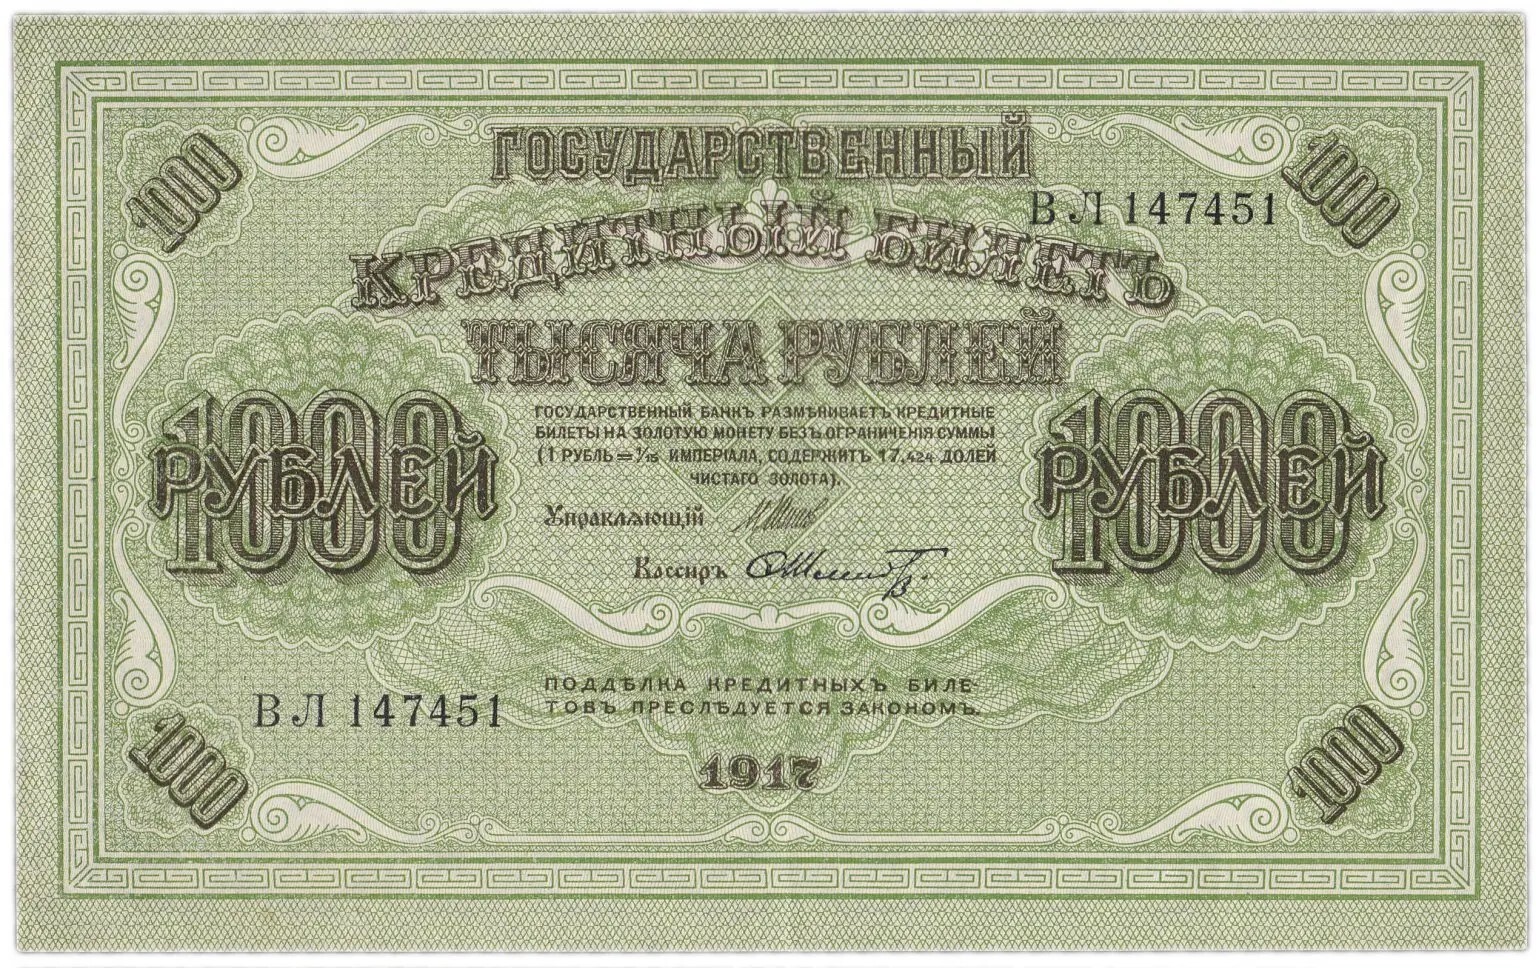 1000
ГОСУДАРСТВЕННЫЙ
1000
КРЕДИТНЫЙ БИЛЕТЪ
ВЛ 147451
ТЫСЯЧА РУБЛЕЙ
1000
РУБЛЕЙ
ГОСУДАРСТВЕННЫЙ БАНКЪ РАЗМѢНИВАЕТЪ КРЕДИТНЫЕ
БИЛЕТЫ НА ЗОЛОТУЮ МОНЕТУ БЕЗЪ ОГРАНИЧЕНІЯ СУММЫ
(1 РУБЛЬ = 1/15 ИМПЕРІАЛА, СОДЕРЖИТЪ 17,424 ДОЛЕЙ
ЧИСТАГО ЗОЛОТА).
1000
РУБЛЕЙ
Управляющій
Кассиръ
ПОДДѢЛКА КРЕДИТНЫХЪ БИЛЕ-
ТОВЪ ПРЕСЛѢДУЕТСЯ ЗАКОНОМЪ.
ВЛ 147451
1917
1000
1000